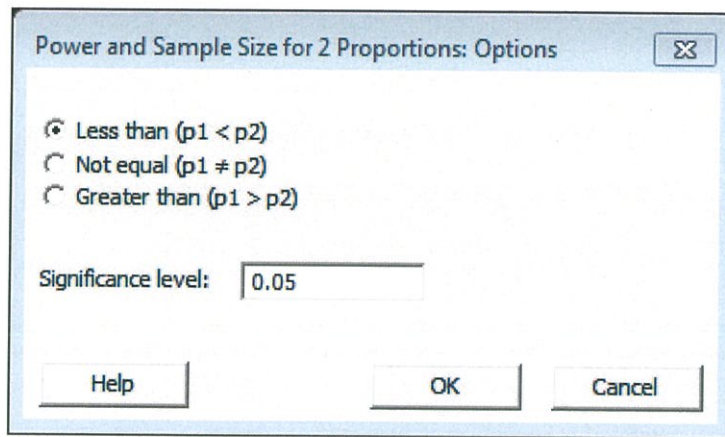 Power and Sample Size for 2 Proportions: Options
Less than (p1 < p2)
Not equal (p1 ≠ p2)
Greater than (p1 > p2)
Significance level: 0.05
Help OK Cancel